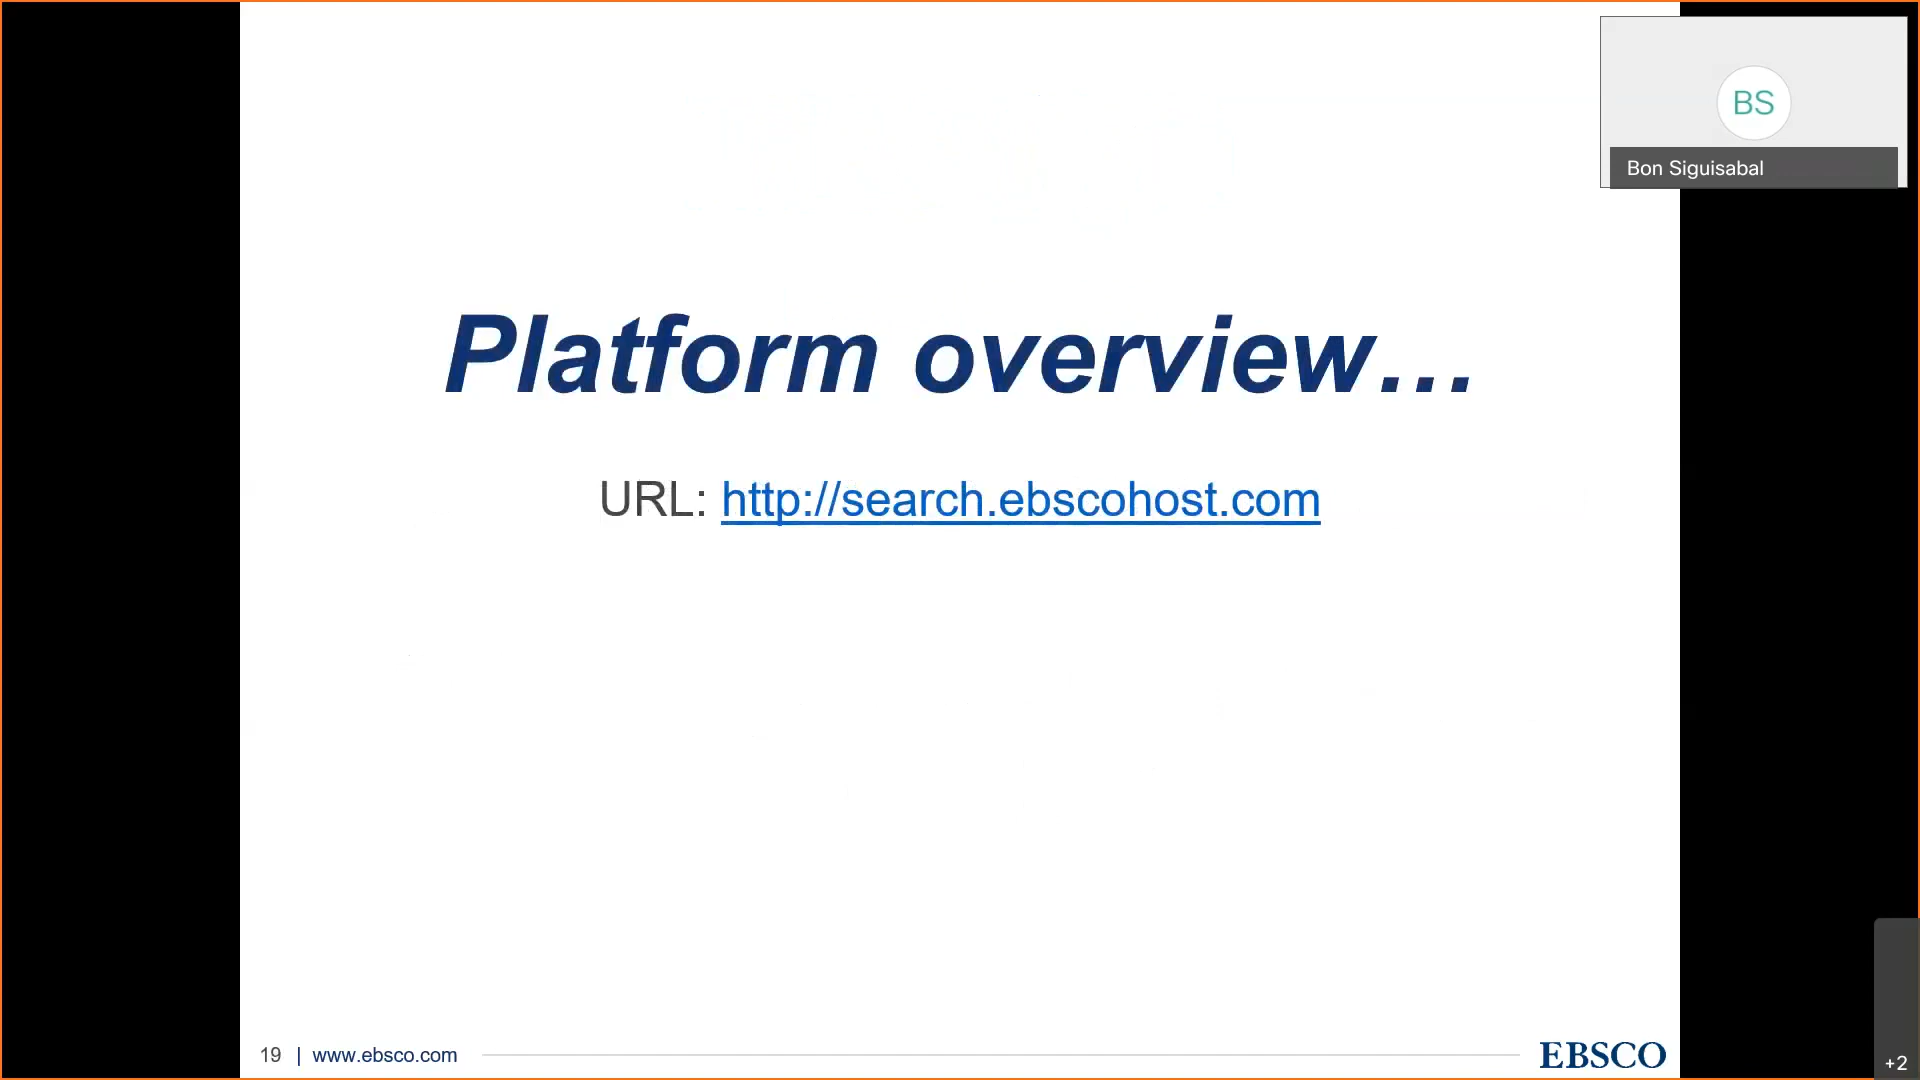 BS
Bon Siguisabal
Platform overview...
URL: http://search.ebscohost.com
19 | www.ebsco.com
EBSCO
+2